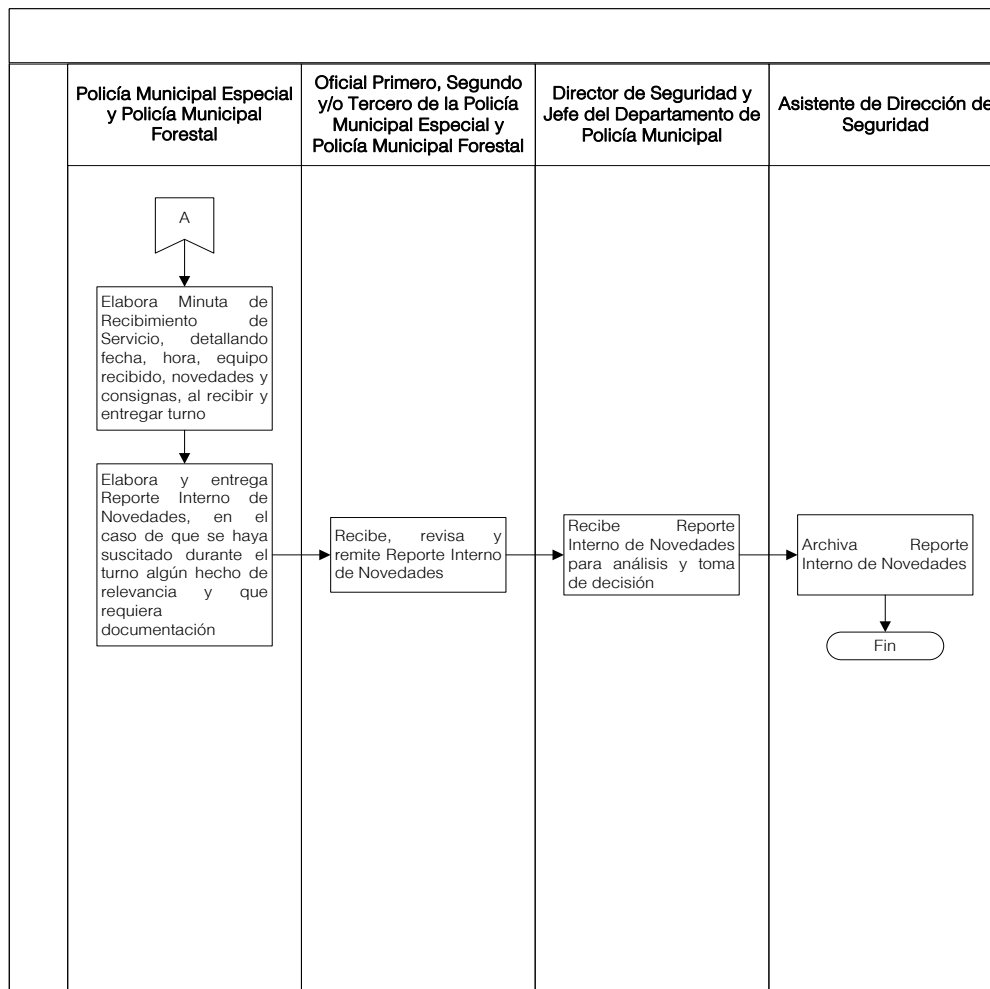 Policía Municipal Especial
y Policía Municipal
Forestal
Oficial Primero, Segundo
y/o Tercero de la Policía
Municipal Especial y
Policía Municipal Forestal
Director de Seguridad y
Jefe del Departamento de
Policía Municipal
Asistente de Dirección de
Seguridad
A
Elabora Minuta de
Recibimiento de
Servicio, detallando
fecha, hora, equipo
recibido, novedades y
consignas, al recibir y
entregar turno
Elabora y entrega
Reporte Interno de
Novedades, en el
caso de que se haya
suscitado durante el
turno algún hecho de
relevancia y que
requiera
documentación
Recibe, revisa y
remite Reporte Interno
de Novedades
Recibe Reporte
Interno de Novedades
para análisis y toma
de decisión
Archiva Reporte
Interno de Novedades
Fin